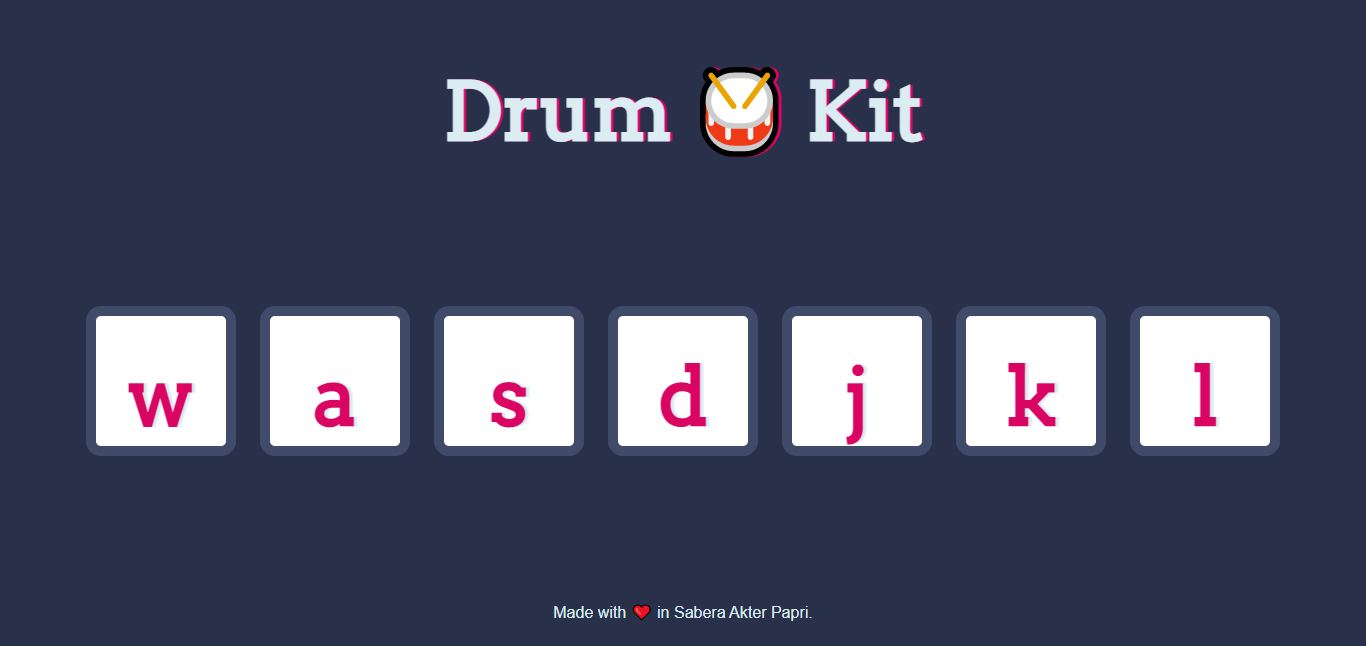 Drum 🥁 Kit
w a s d j k l
Made with ❤️ in Sabera Akter Papri.